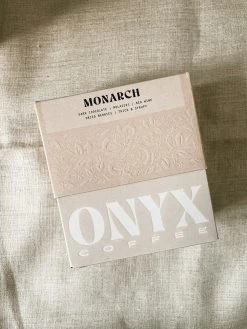 MONARCH
DARK CHOCOLATE | MOLASSES | RED WINE
DRIED BERRIES | THICK & SYRUPY
ONYX
COFFEE